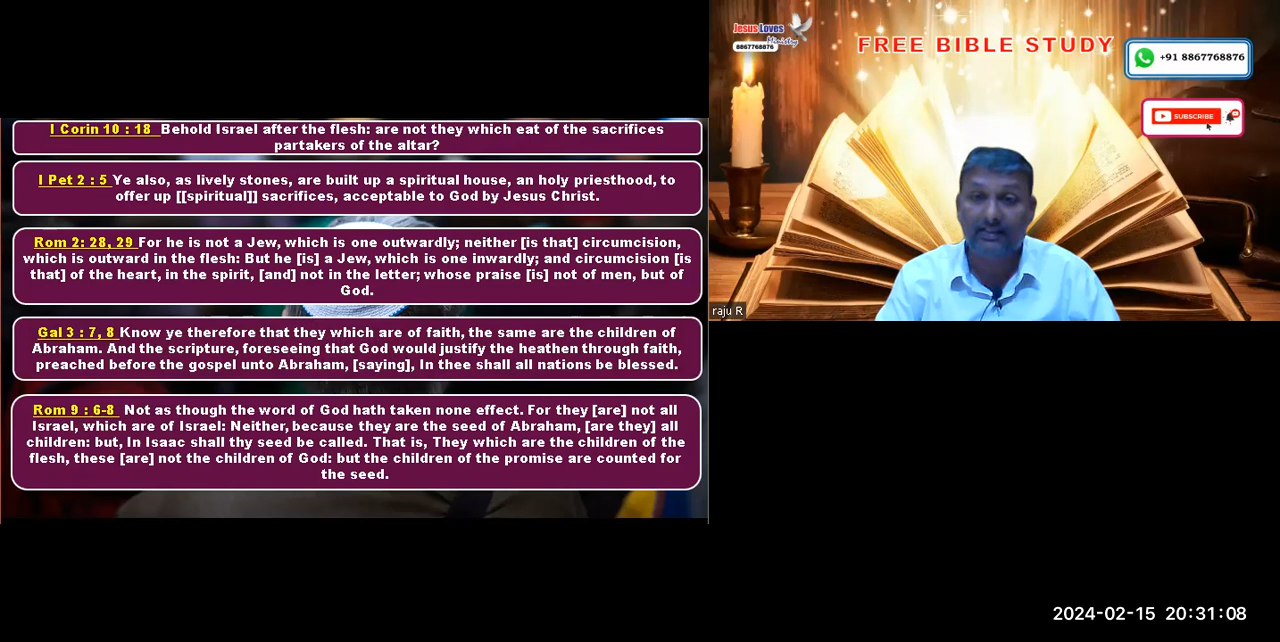 I Corin 10 : 18 Behold Israel after the flesh: are not they which eat of the sacrifices
partakers of the altar?
I Pet 2 : 5 Ye also, as lively stones, are built up a spiritual house, an holy priesthood, to
offer up [[spiritual]] sacrifices, acceptable to God by Jesus Christ.
Rom 2: 28, 29 For he is not a Jew, which is one outwardly; neither [is that] circumcision,
which is outward in the flesh: But he [is] a Jew, which is one inwardly; and circumcision [is
that] of the heart, in the spirit, [and] not in the letter; whose praise [is] not of men, but of
God.
Gal 3 : 7, 8 Know ye therefore that they which are of faith, the same are the children of
Abraham. And the scripture, foreseeing that God would justify the heathen through faith,
preached before the gospel unto Abraham, [saying], In thee shall all nations be blessed.
Rom 9 : 6-8 Not as though the word of God hath taken none effect. For they [are] not all
Israel, which are of Israel: Neither, because they are the seed of Abraham, [are they] all
children: but, In Isaac shall thy seed be called. That is, They which are the children of the
flesh, these [are] not the children of God: but the children of the promise are counted for
the seed.
Jesus Loves
Ministry
8867768876
FREE BIBLE STUDY
+91 8867768876
SUBSCRIBE
raju R
2024-02-15 20:31:08